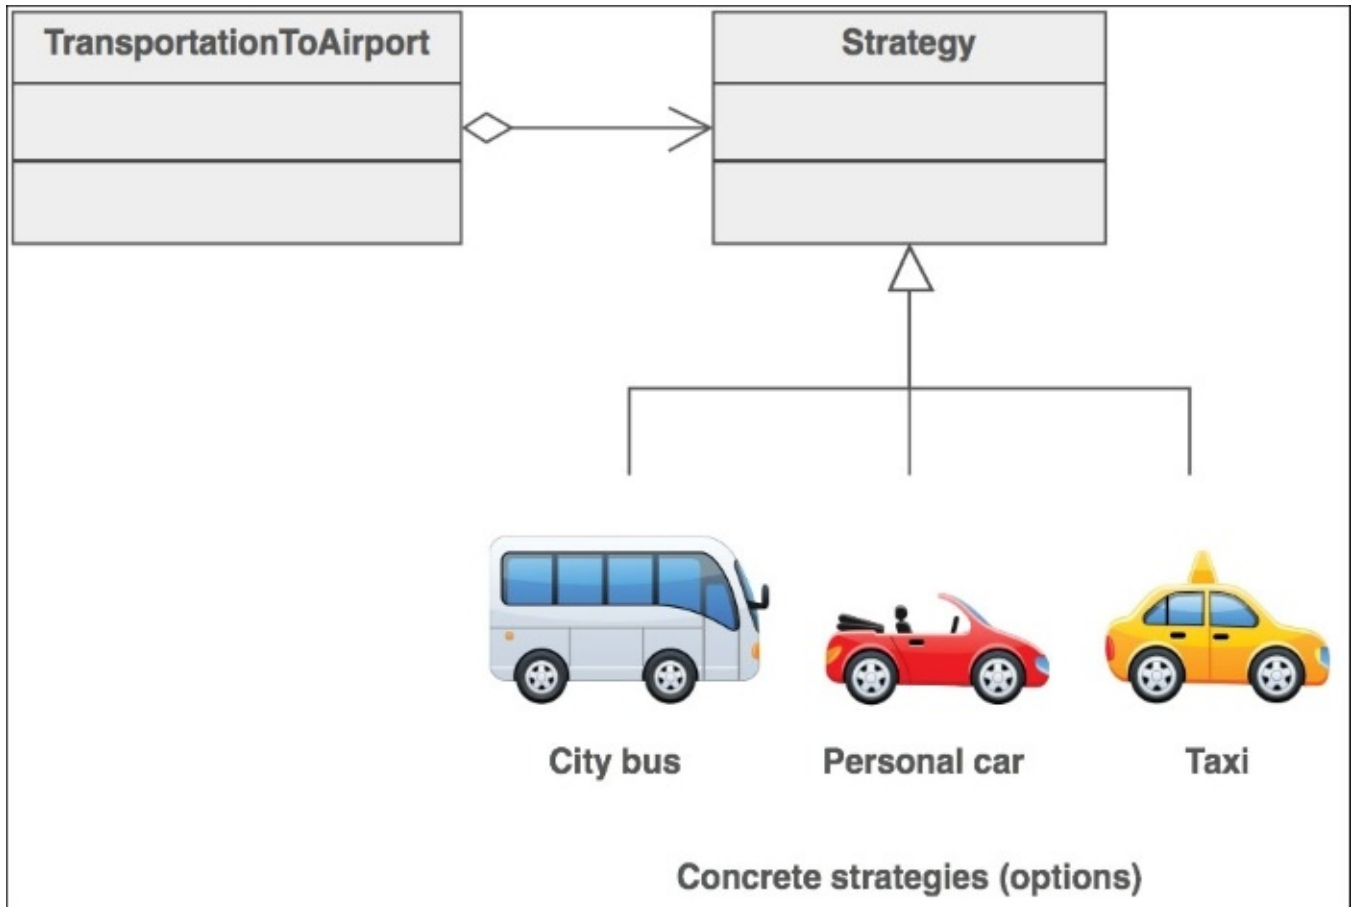 TransportationToAirport
Strategy
City bus
Personal car
Taxi
Concrete strategies (options)